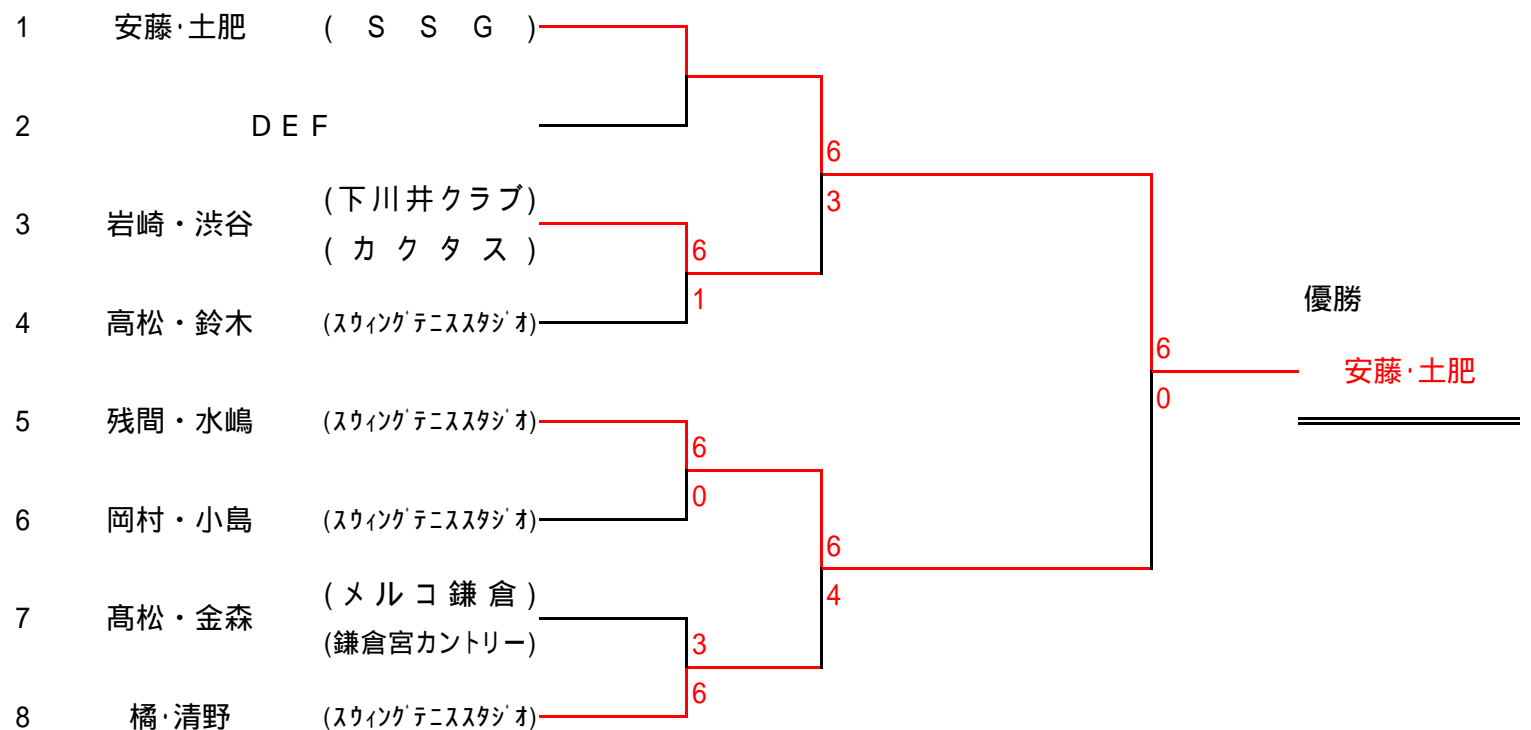 1 安藤･土肥 ( S S G )
2 D E F
6
3
3 岩崎・渋谷 (下川井クラブ)
( カ ク タ ス )
6
1
4 高松・鈴木 (ｽｳｨﾝｸﾞﾃﾆｽｽﾀｼﾞｵ)
優勝
6
0
安藤･土肥
5 残間・水嶋 (ｽｳｨﾝｸﾞﾃﾆｽｽﾀｼﾞｵ)
6
0
6 岡村・小島 (ｽｳｨﾝｸﾞﾃﾆｽｽﾀｼﾞｵ)
6
4
7 髙松・金森 ( メ ル コ 鎌 倉 )
(鎌倉宮カントリー)
3
6
8 橘･清野 (ｽｳｨﾝｸﾞﾃﾆｽｽﾀｼﾞｵ)